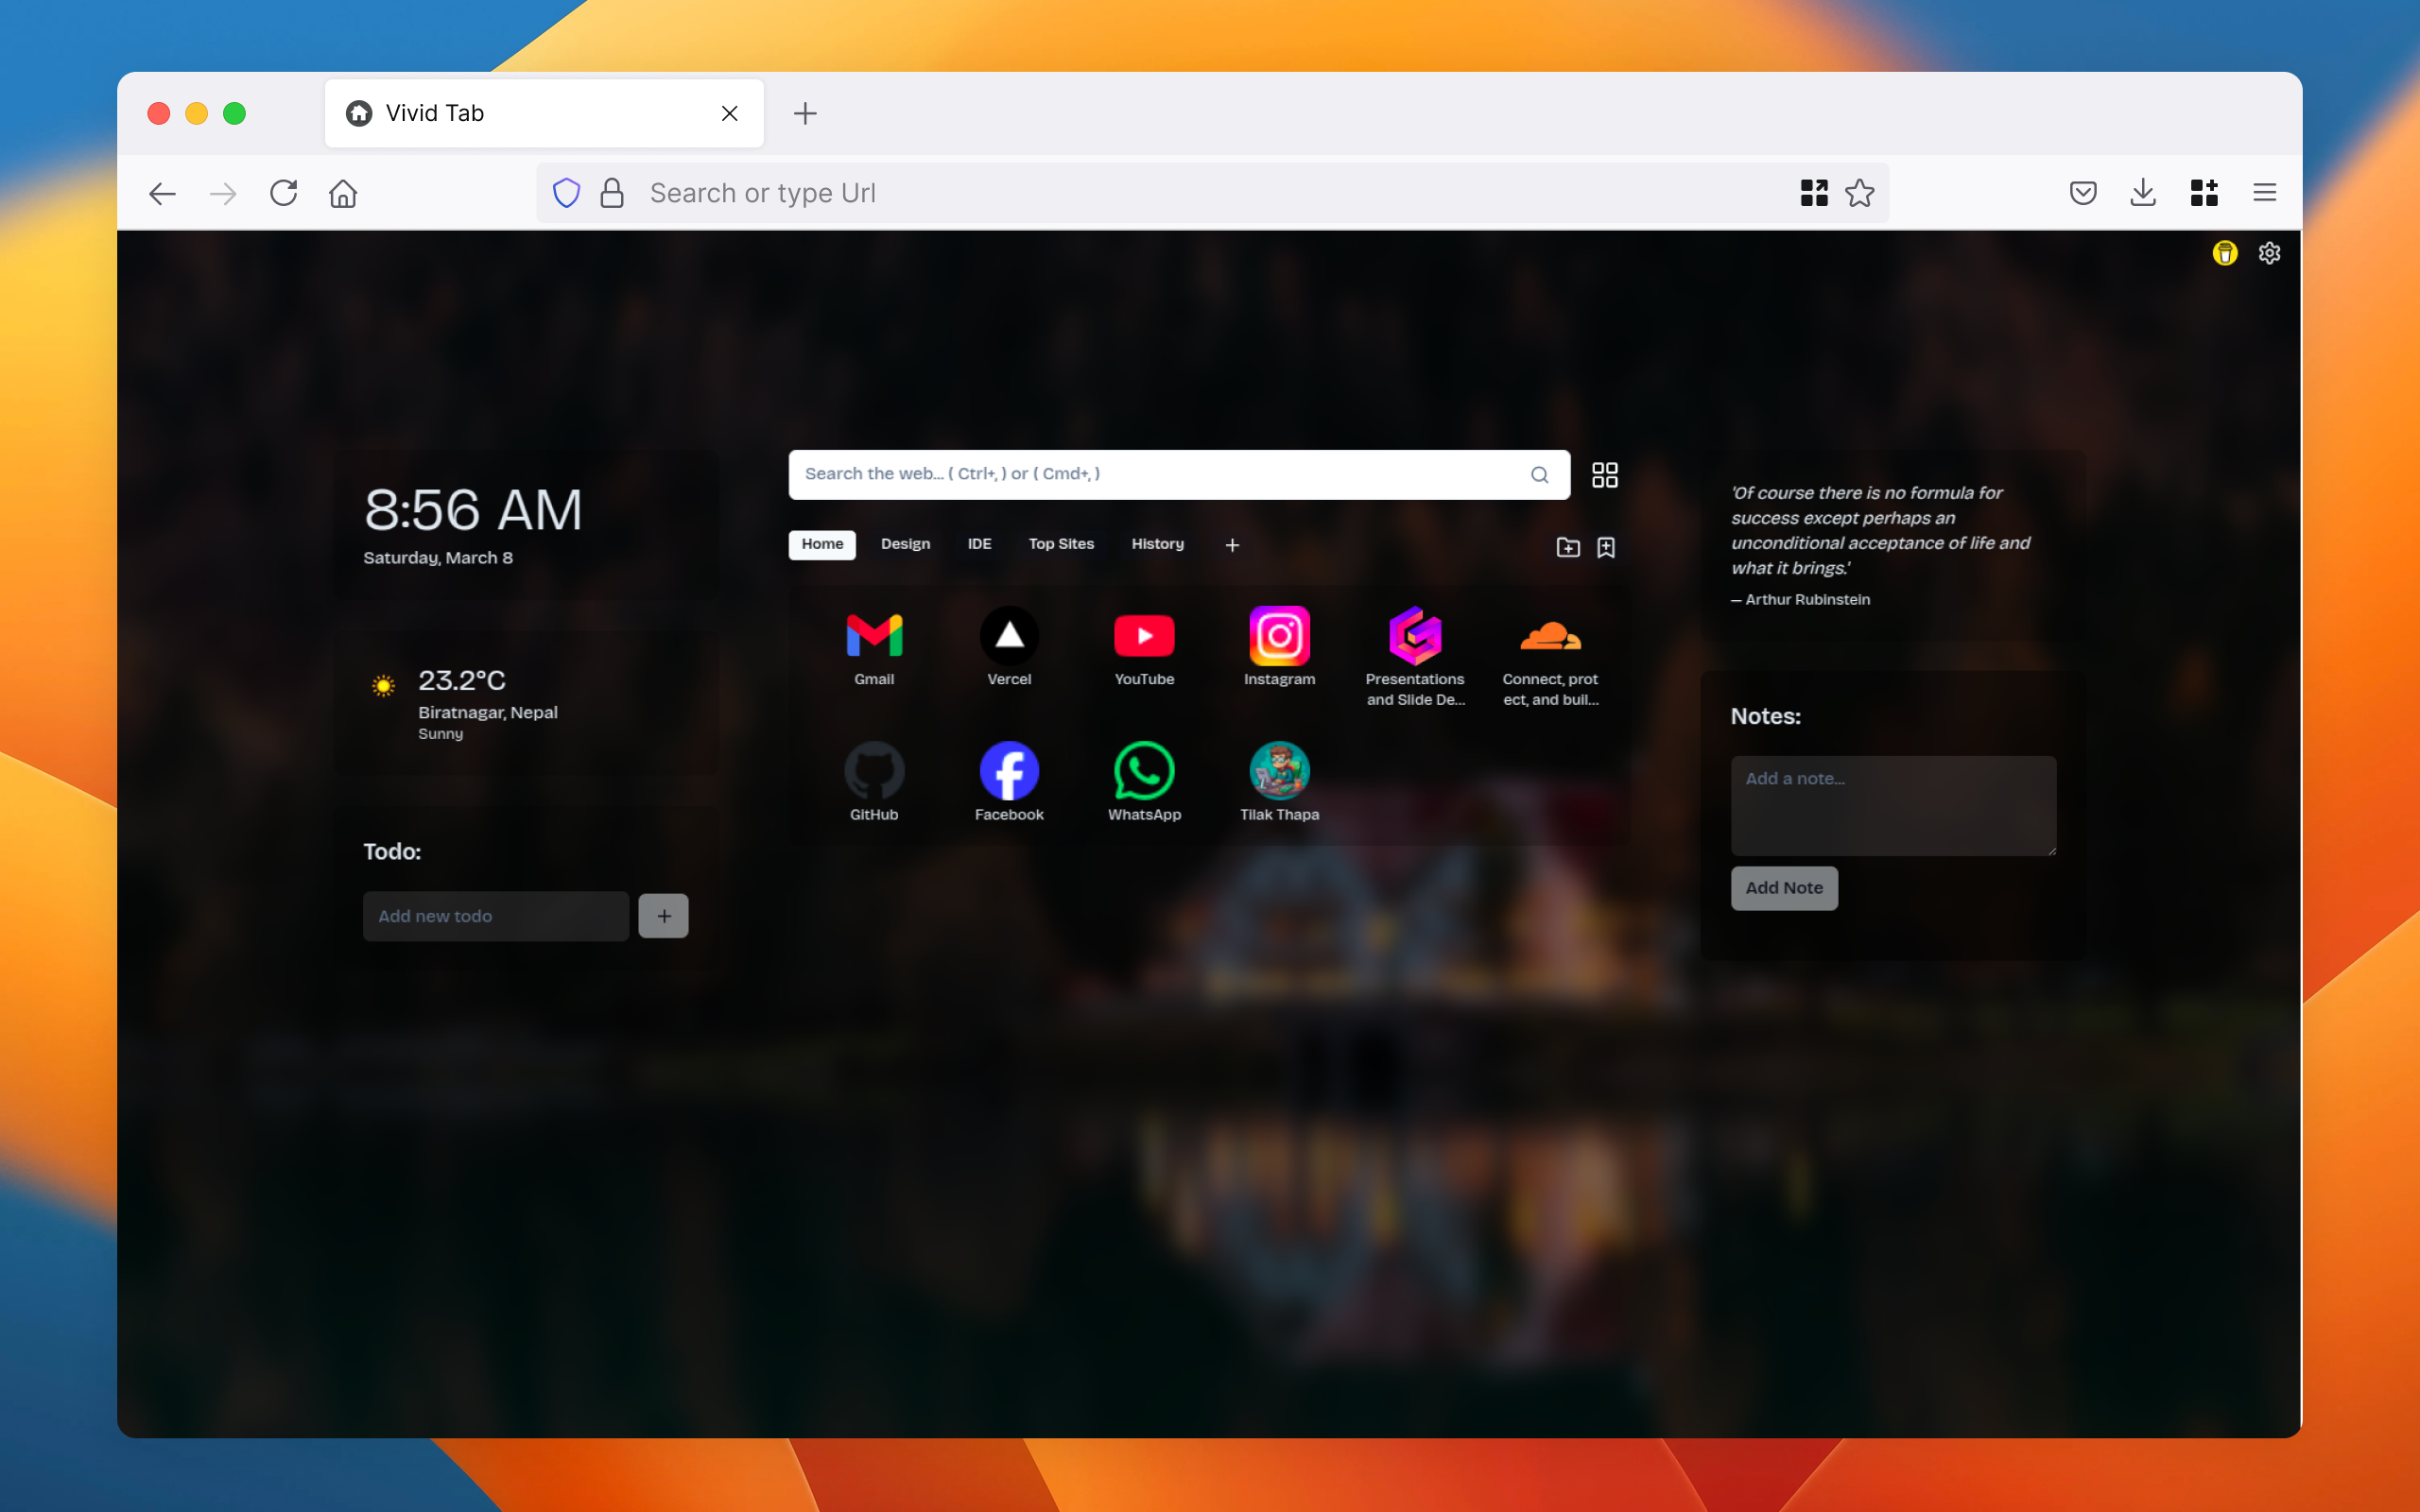 Vivid Tab
Search or type Url
8:56 AM
Saturday, March 8
23.2°C
Biratnagar, Nepal
Sunny
Todo:
Add new todo
Search the web... ( Ctrl+, ) or ( Cmd+, )
Home Design IDE Top Sites History
Gmail Vercel YouTube Instagram Presentations Connect, prot
and Slide De... ect, and buil...
GitHub Facebook WhatsApp Tilak Thapa
'Of course there is no formula for
success except perhaps an
unconditional acceptance of life and
what it brings.'
— Arthur Rubinstein
Notes:
Add a note...
Add Note